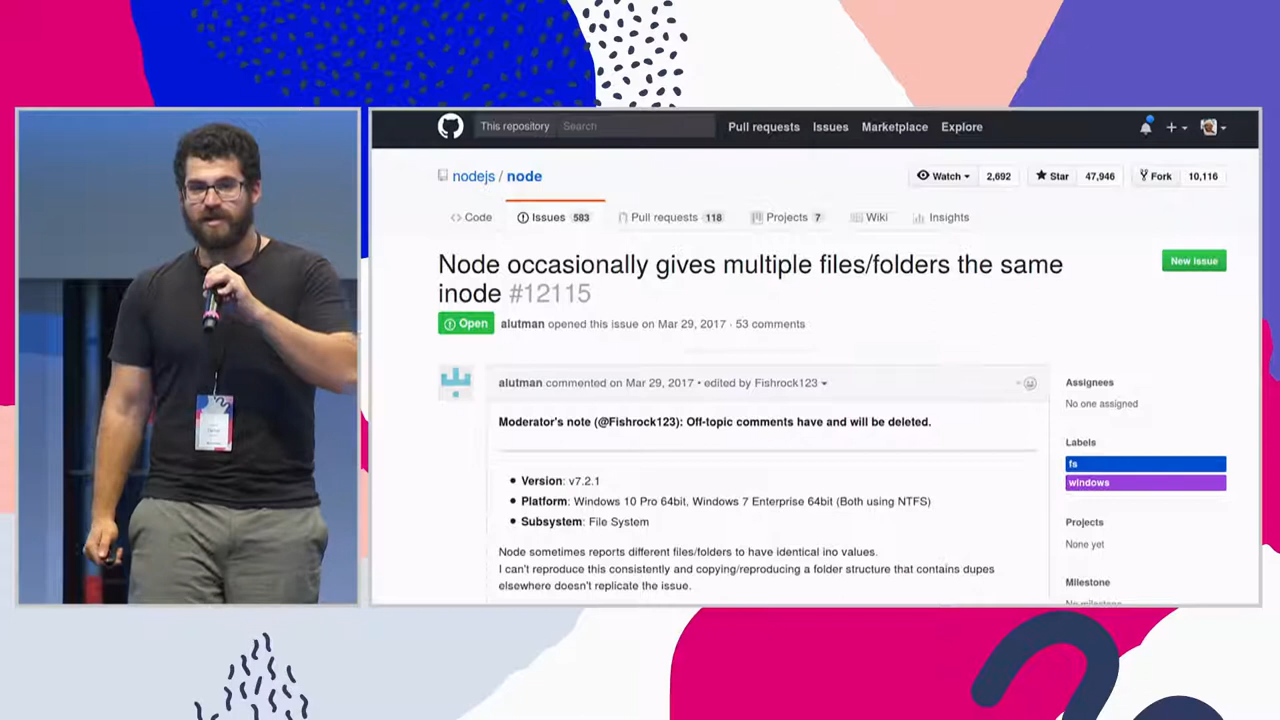 This repository Search Pull requests Issues Marketplace Explore
nodejs / node
Watch 2,692 Star 47,946 Fork 10,116
Code Issues 583 Pull requests 118 Projects 7 Wiki Insights
Node occasionally gives multiple files/folders the same
inode #12115
New issue
Open alutman opened this issue on Mar 29, 2017 · 53 comments
alutman commented on Mar 29, 2017 • edited by Fishrock123
Moderator's note (@Fishrock123): Off-topic comments have and will be deleted.
• Version: v7.2.1
• Platform: Windows 10 Pro 64bit, Windows 7 Enterprise 64bit (Both using NTFS)
• Subsystem: File System
Node sometimes reports different files/folders to have identical ino values.
I can't reproduce this consistently and copying/reproducing a folder structure that contains dupes
elsewhere doesn't replicate the issue.
Assignees
No one assigned
Labels
fs
windows
Projects
None yet
Milestone
No milestone